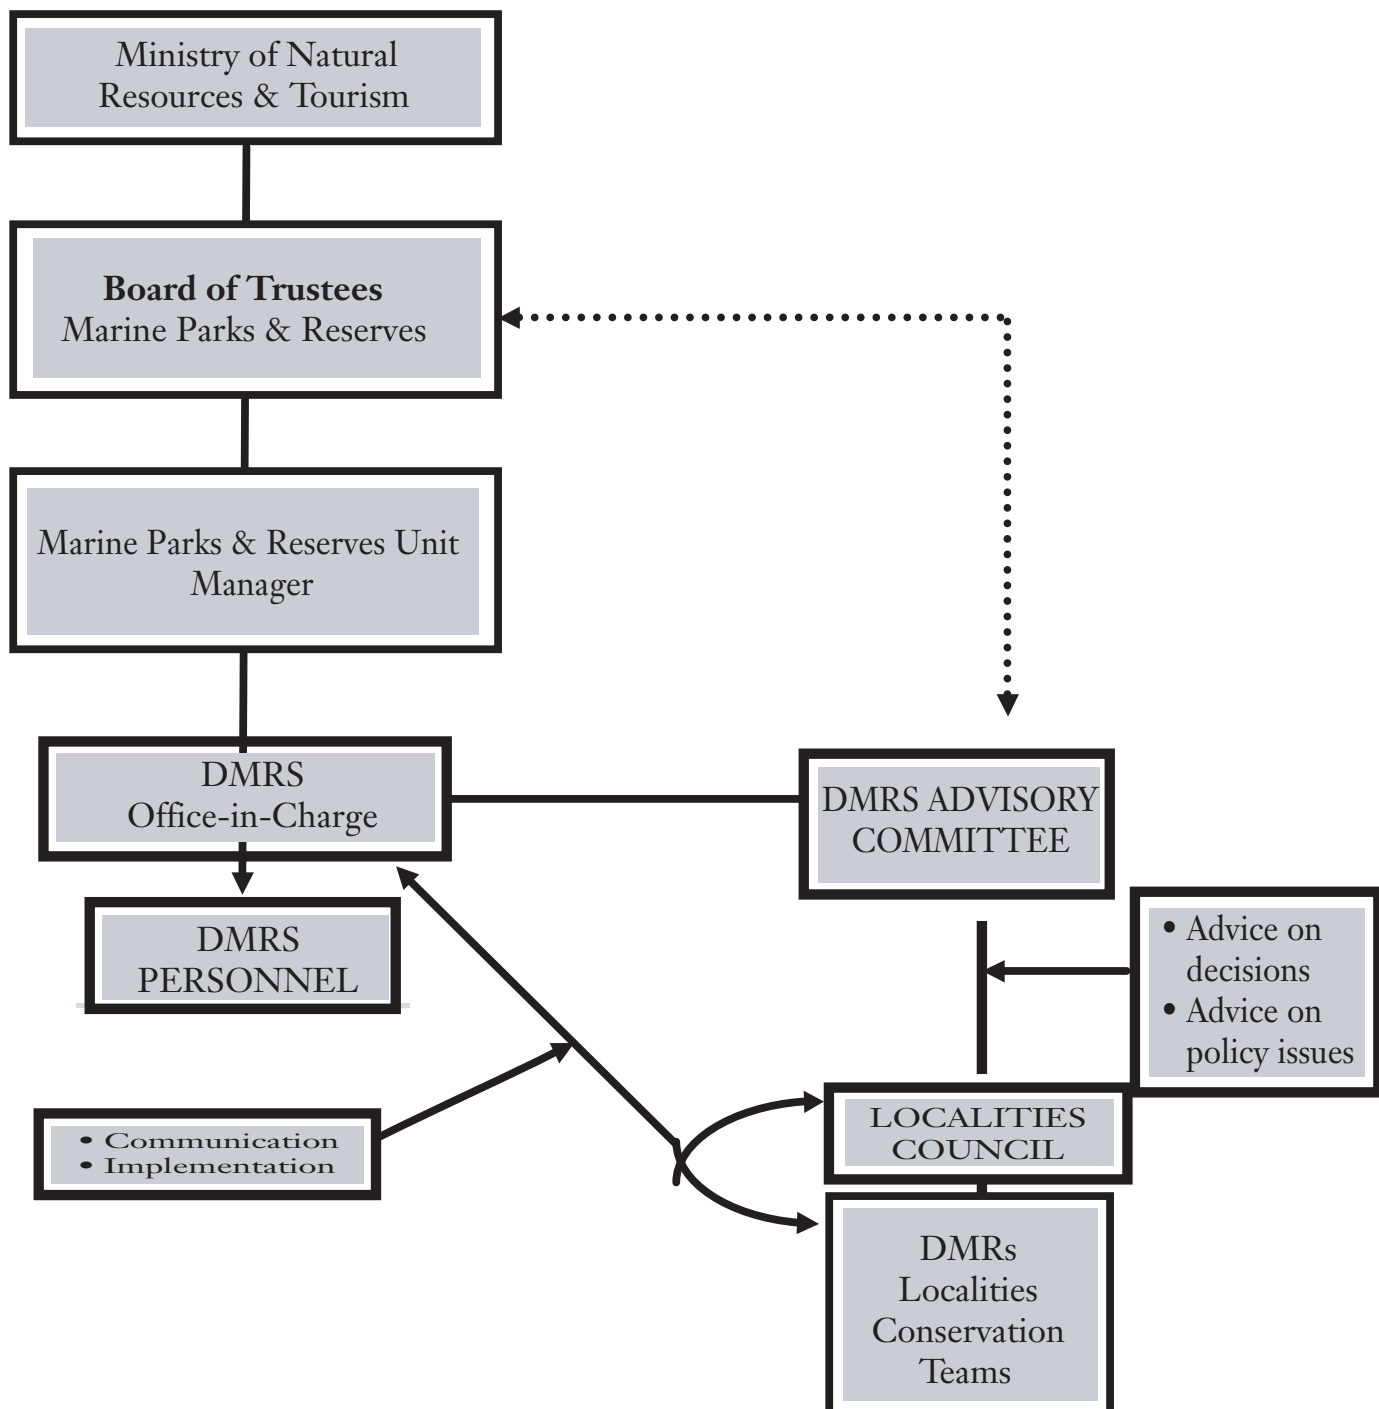 Ministry of Natural
Resources & Tourism
Board of Trustees
Marine Parks & Reserves
Marine Parks & Reserves Unit
Manager
DMRS
Office-in-Charge
DMRS ADVISORY
COMMITTEE
DMRS
PERSONNEL
• Advice on
decisions
• Advice on
policy issues
• Communication
• Implementation
LOCALITIES
COUNCIL
DMRs
Localities
Conservation
Teams